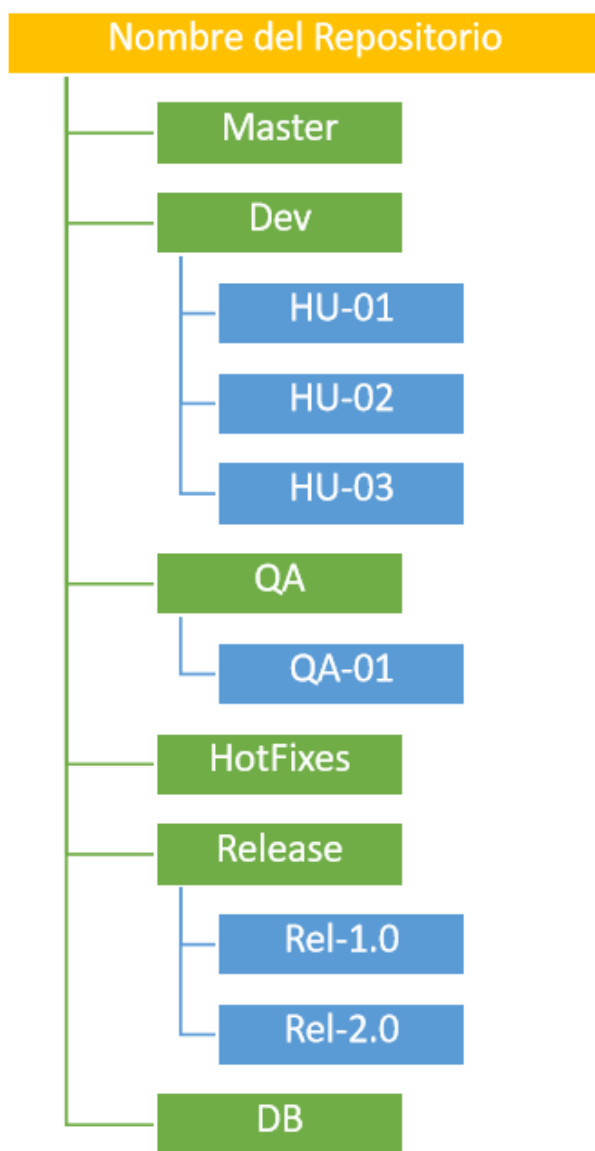 Nombre del Repositorio
Master
Dev
HU-01
HU-02
HU-03
QA
QA-01
HotFixes
Release
Rel-1.0
Rel-2.0
DB